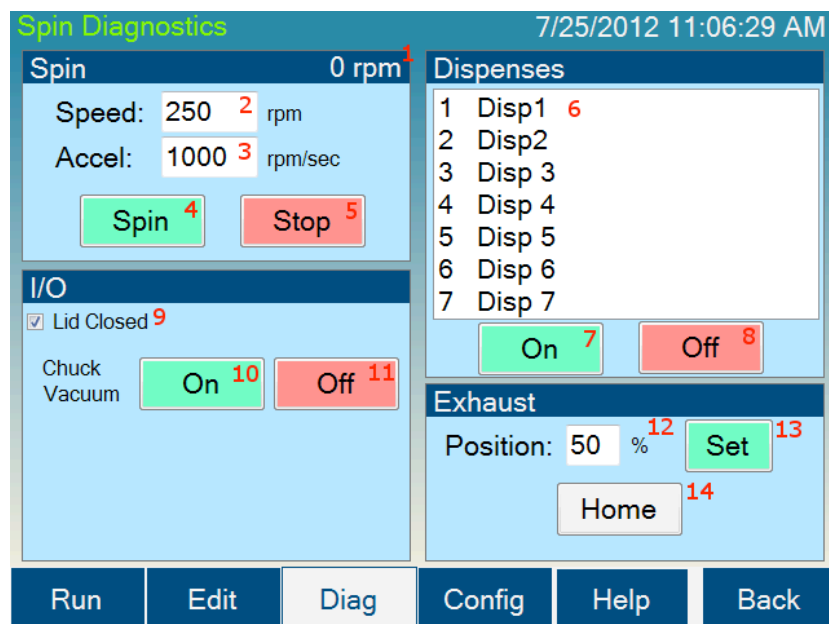 Spin Diagnostics 7/25/2012 11:06:29 AM
Spin 0 rpm 1
Speed: 250 2 rpm
Accel: 1000 3 rpm/sec
Spin 4 Stop 5
I/O
Lid Closed 9
Chuck
Vacuum On 10 Off 11
Dispenses
1 Disp1 6
2 Disp2
3 Disp 3
4 Disp 4
5 Disp 5
6 Disp 6
7 Disp 7
On 7 Off 8
Exhaust
Position: 50 % 12 Set 13
Home 14
Run Edit Diag Config Help Back